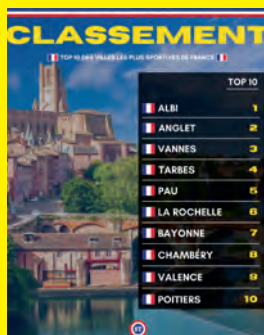 CLASSEMENT
TOP 10 DES VILLES LES PLUS SPORTIVES DE FRANCE
TOP 10
ALBI 1
ANGLET 2
VANNES 3
TARBES 4
PAU 5
LA ROCHELLE 6
BAYONNE 7
CHAMBÉRY 8
VALENCE 9
POITIERS 10